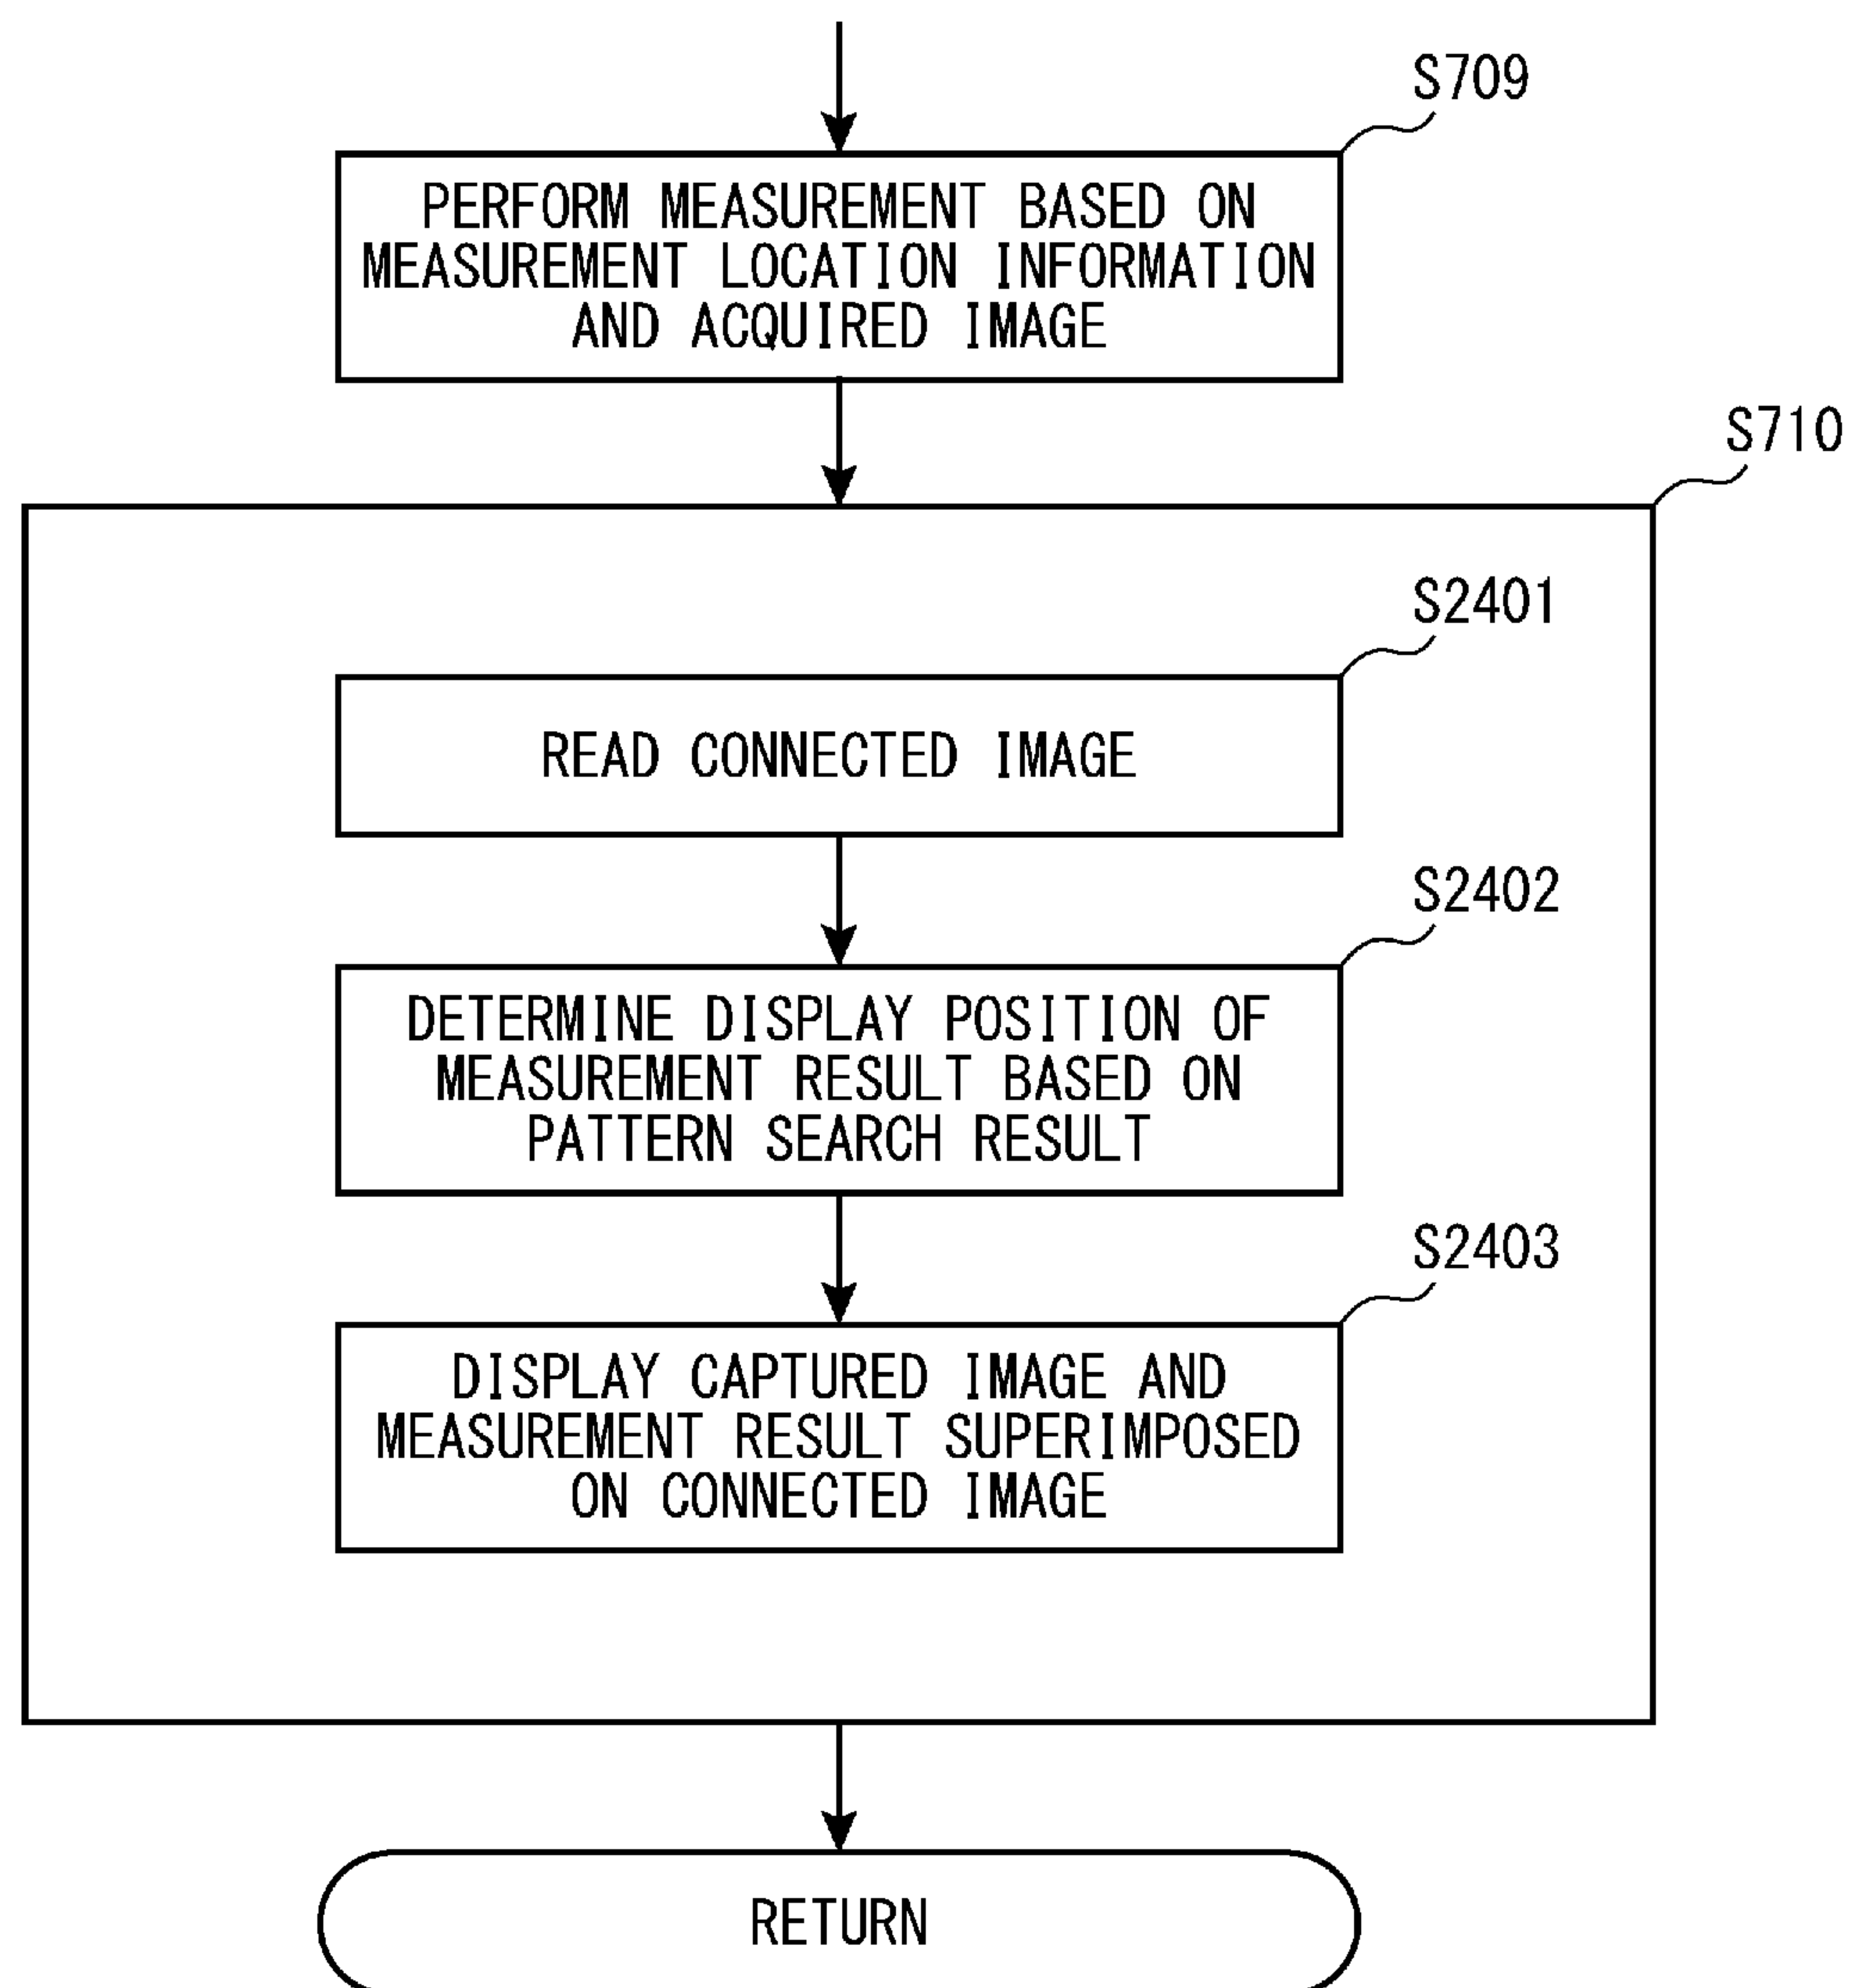 S709
PERFORM MEASUREMENT BASED ON
MEASUREMENT LOCATION INFORMATION
AND ACQUIRED IMAGE
S710
S2401
READ CONNECTED IMAGE
S2402
DETERMINE DISPLAY POSITION OF
MEASUREMENT RESULT BASED ON
PATTERN SEARCH RESULT
S2403
DISPLAY CAPTURED IMAGE AND
MEASUREMENT RESULT SUPERIMPOSED
ON CONNECTED IMAGE
RETURN